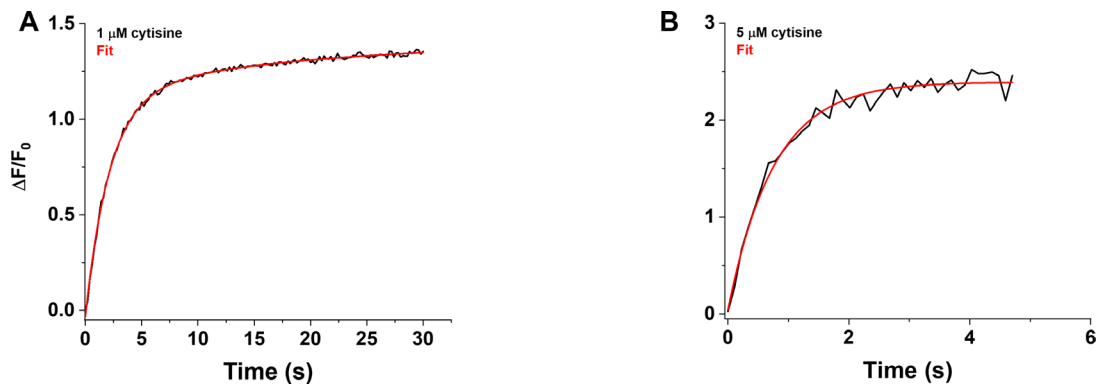 A
1 μM cytisine
Fit
1.5
1.0
0.5
0.0
ΔF/F0
0 5 10 15 20 25 30
Time (s)
B
5 μM cytisine
Fit
3
2
1
0
0 2 4 6
Time (s)